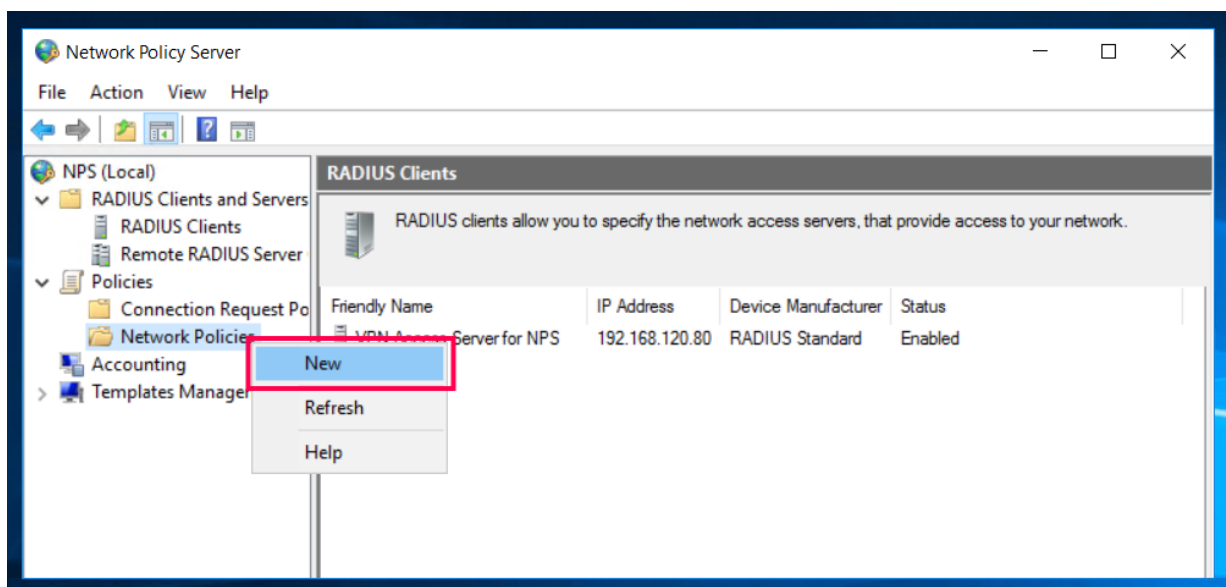 Network Policy Server
File Action View Help
NPS (Local)
RADIUS Clients and Servers
RADIUS Clients
Remote RADIUS Server
Policies
Connection Request Po
Network Policies
Accounting
Templates Manager
New
Refresh
Help
RADIUS Clients
RADIUS clients allow you to specify the network access servers, that provide access to your network.
Friendly Name IP Address Device Manufacturer Status
VPN Access Server for NPS 192.168.120.80 RADIUS Standard Enabled